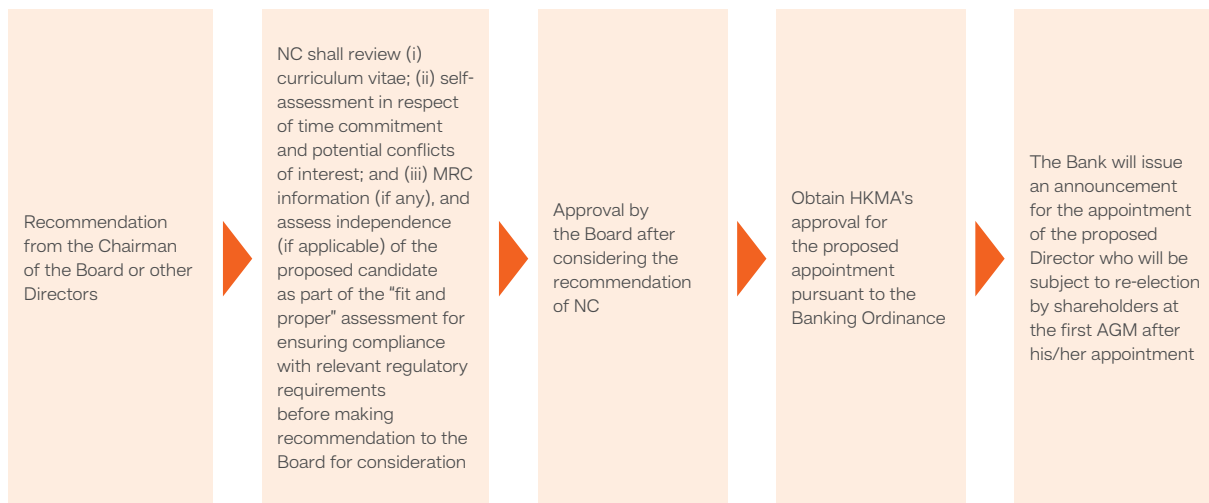 Recommendation
from the Chairman
of the Board or other
Directors
NC shall review (i)
curriculum vitae; (ii) self-
assessment in respect
of time commitment
and potential conflicts
of interest; and (iii) MRC
information (if any), and
assess independence
(if applicable) of the
proposed candidate
as part of the “fit and
proper” assessment for
ensuring compliance
with relevant regulatory
requirements
before making
recommendation to the
Board for consideration
Approval by
the Board after
considering the
recommendation
of NC
Obtain HKMA's
approval for
the proposed
appointment
pursuant to the
Banking Ordinance
The Bank will issue
an announcement
for the appointment
of the proposed
Director who will be
subject to re-election
by shareholders at
the first AGM after
his/her appointment